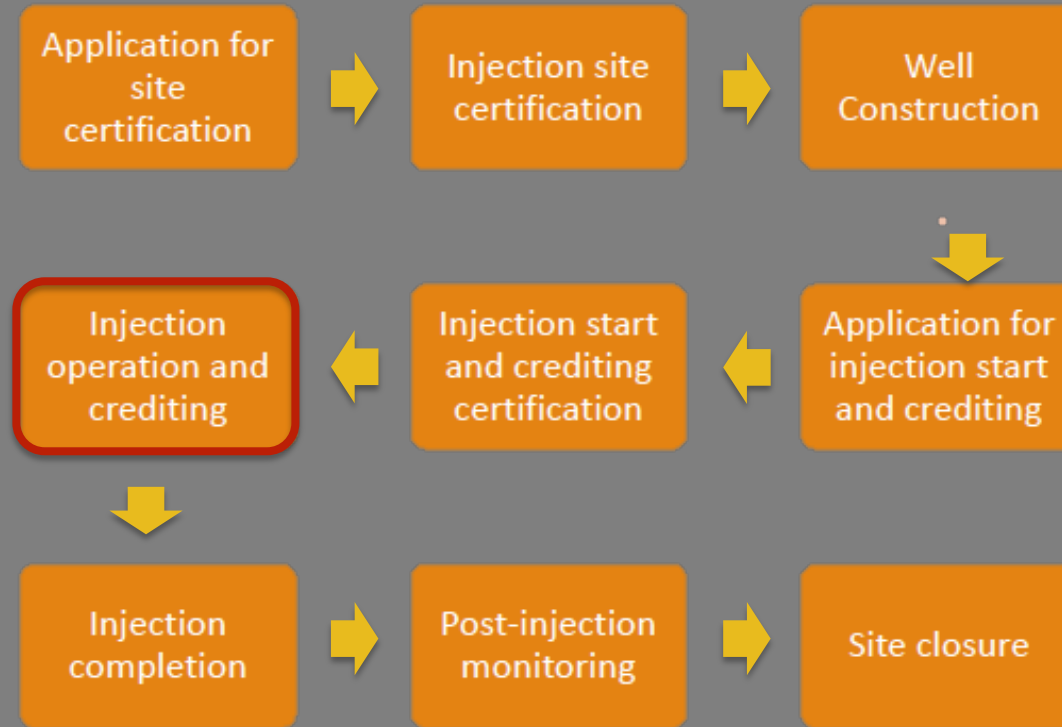 Application for
site
certification
Injection site
certification
Well
Construction
Injection
operation and
crediting
Injection start
and crediting
certification
Application for
injection start
and crediting
Injection
completion
Post-injection
monitoring
Site closure